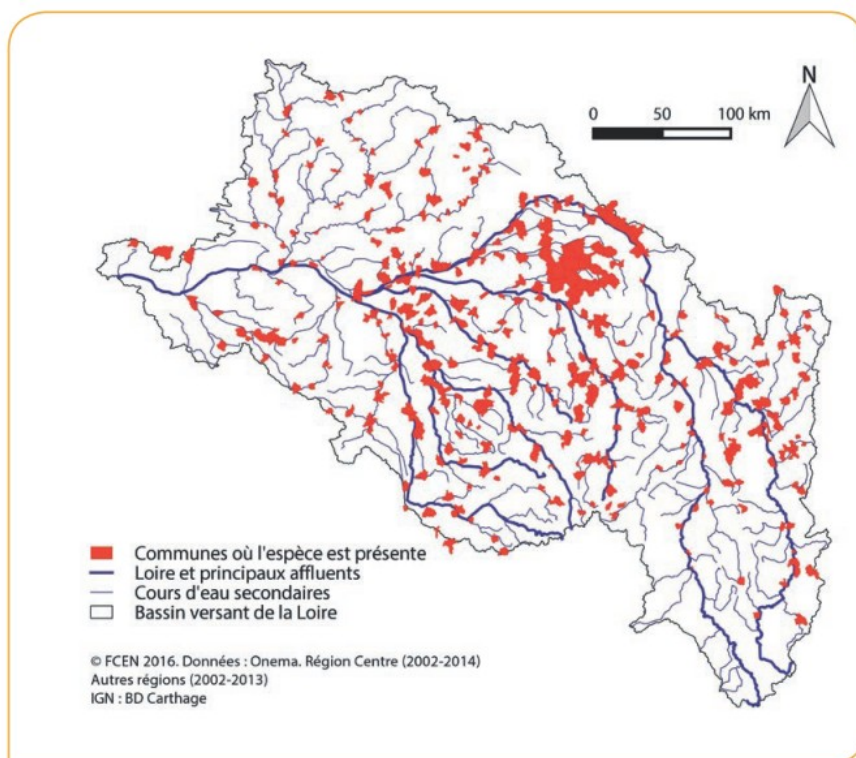 N
0 50 100 km
Communes où l'espèce est présente
Loire et principaux affluents
Cours d'eau secondaires
Bassin versant de la Loire
© FCEN 2016. Données : Onema. Région Centre (2002-2014)
Autres régions (2002-2013)
IGN : BD Carthage